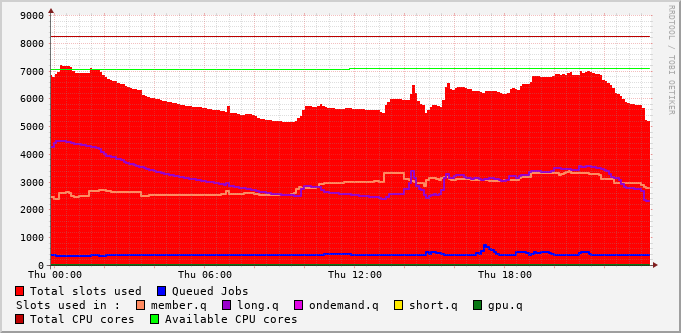 9000
8000
7000
6000
5000
4000
3000
2000
1000
0
Thu 00:00 Thu 06:00 Thu 12:00 Thu 18:00
RRDTOOL / TOBI OETIKER
Total slots used Queued Jobs
Slots used in : member.q long.q ondemand.q short.q gpu.q
Total CPU cores Available CPU cores